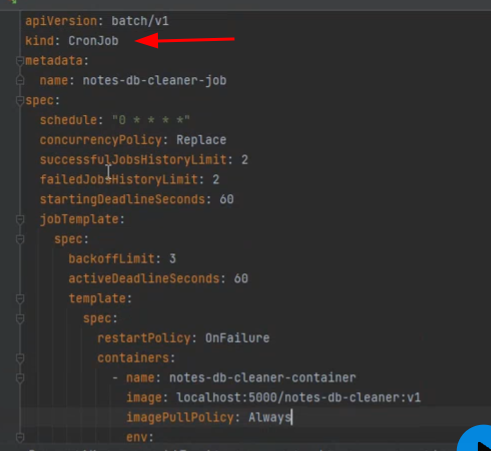 apiVersion: batch/v1
kind: CronJob
metadata:
  name: notes-db-cleaner-job
spec:
  schedule: "0 * * * *"
  concurrencyPolicy: Replace
  successfulJobsHistoryLimit: 2
  failedJobsHistoryLimit: 2
  startingDeadlineSeconds: 60
  jobTemplate:
    spec:
      backoffLimit: 3
      activeDeadlineSeconds: 60
      template:
        spec:
          restartPolicy: OnFailure
          containers:
            - name: notes-db-cleaner-container
              image: localhost:5000/notes-db-cleaner:v1
              imagePullPolicy: Always
              env: